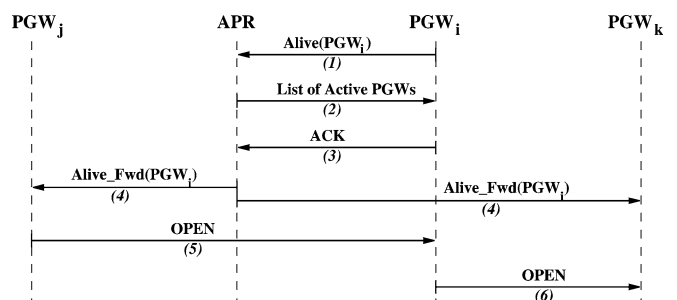 PGWj APR PGWi PGWk
Alive(PGWi)
(1)
List of Active PGWs
(2)
ACK
(3)
Alive_Fwd(PGWi)
(4)
Alive_Fwd(PGWi)
(4)
OPEN
(5)
OPEN
(6)